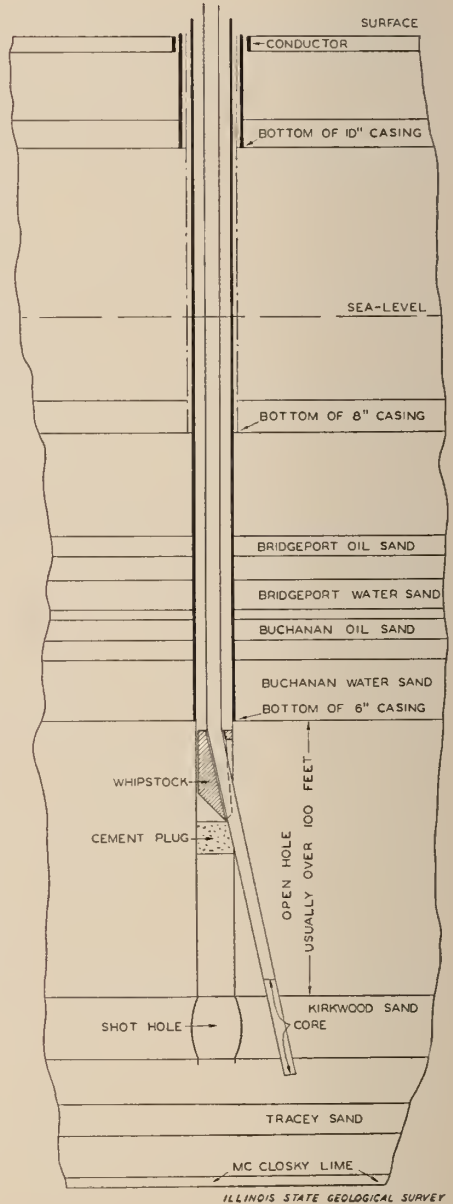 SURFACE
CONDUCTOR
BOTTOM OF 10" CASING
SEA-LEVEL
BOTTOM OF 8" CASING
BRIDGEPORT OIL SAND
BRIDGEPORT WATER SAND
BUCHANAN OIL SAND
BUCHANAN WATER SAND
BOTTOM OF 6" CASING
WHIPSTOCK
CEMENT PLUG
OPEN HOLE
USUALLY OVER 100 FEET
KIRKWOOD SAND
SHOT HOLE
CORE
TRACEY SAND
MC CLOSKY LIME
ILLINOIS STATE GEOLOGICAL SURVEY